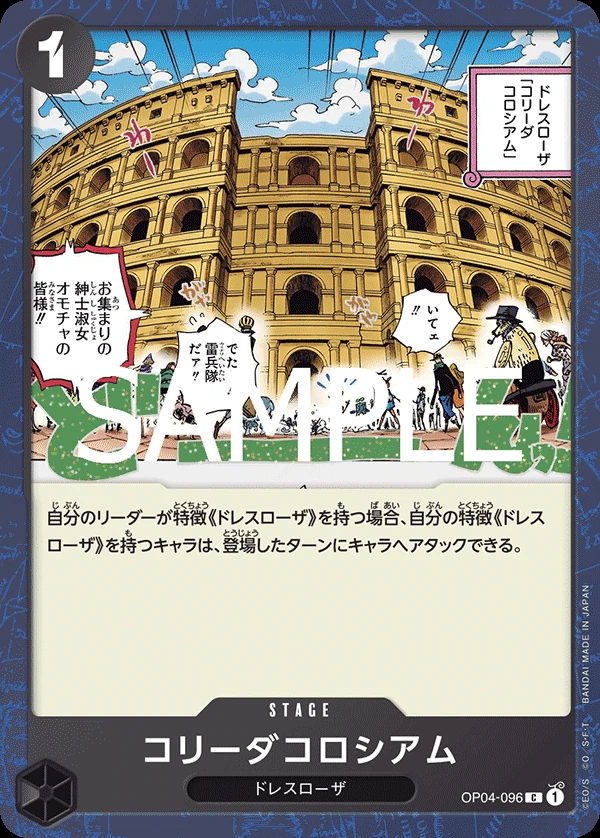 1
ドレスローザ
「コリーダ
コロシアム」
お集まりの
紳士淑女
オモチャの
皆様!!
でた
雷兵隊
だァ!!
いてェ
SAMPLE
自分のリーダーが特徴《ドレスローザ》を持つ場合、自分の特徴《ドレス
ローザ》を持つキャラは、登場したターンにキャラへアタックできる。
STAGE
コリーダコロシアム
ドレスローザ
OP04-096 C 1
©E.O/S ©O/ S・F・T BANDAI MADE IN JAPAN